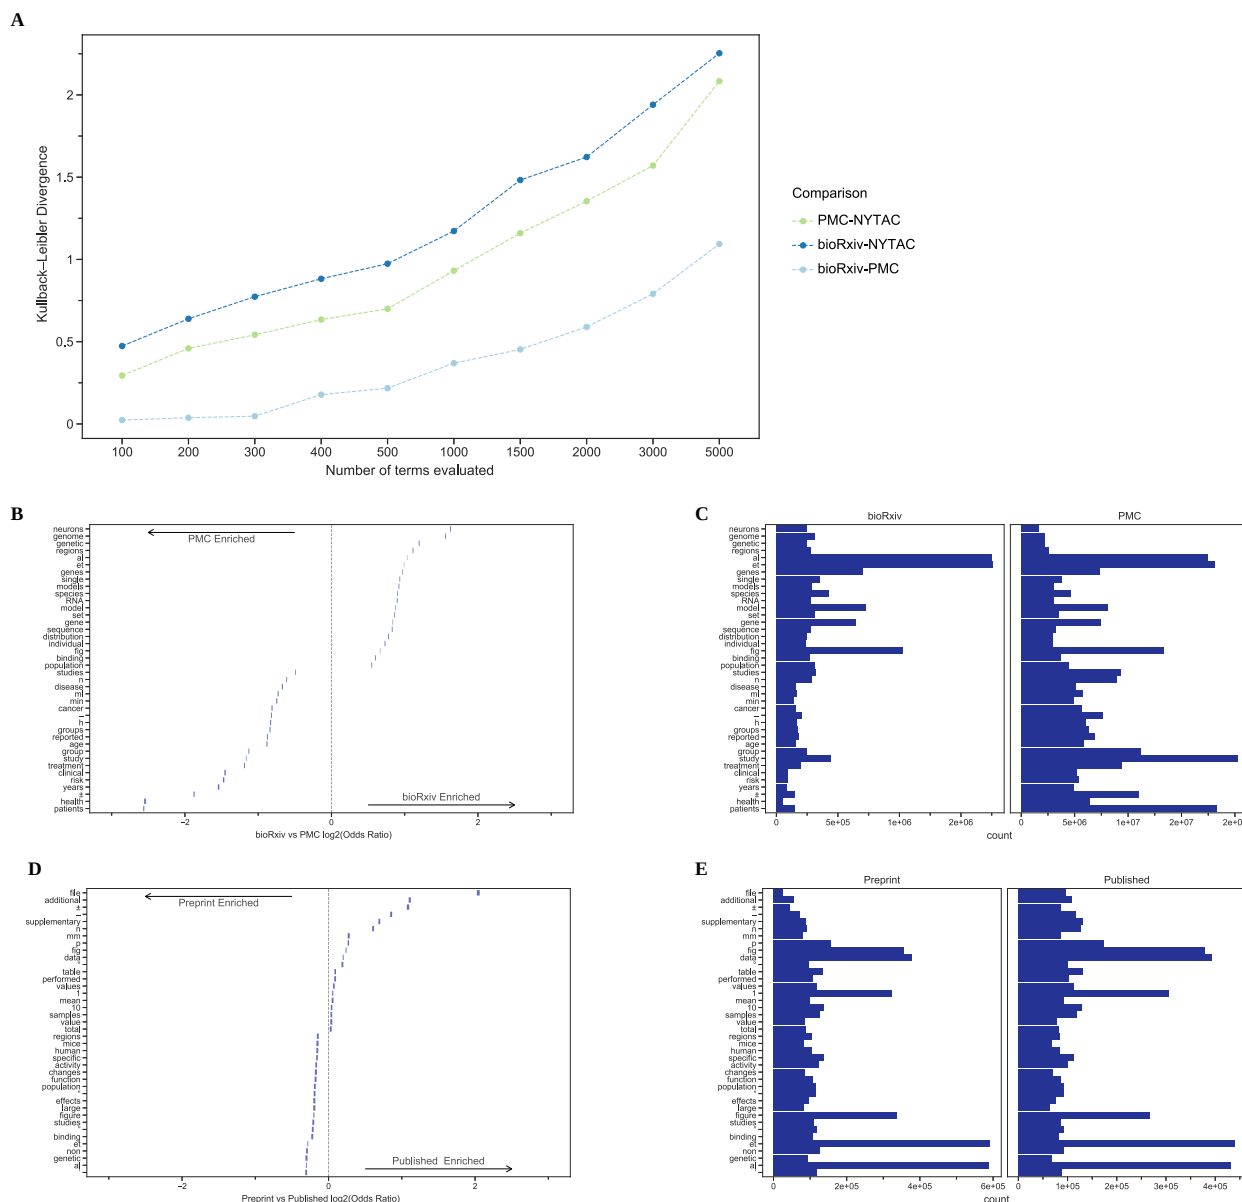 A
Kullback–Leibler Divergence
2
1.5
1
0.5
0
100 200 300 400 500 1000 1500 2000 3000 5000
Number of terms evaluated
Comparison
PMC-NYTAC
bioRxiv-NYTAC
bioRxiv-PMC
B
neurons
genome
genetic
regions
al
et
genes
single
models
species
RNA
model
set
gene
sequence
distribution
individual
fig
binding
population
studies
n
disease
ml
min
cancer
–
h
groups
reported
age
group
study
treatment
clinical
risk
years
±
health
patients
PMC Enriched
bioRxiv Enriched
−2 0 2
bioRxiv vs PMC log2(Odds Ratio)
C
bioRxiv PMC
0 5e+05 1e+06 2e+06
0 5e+06 1e+07 2e+07 2e+0
count
D
file
additional
±
–
supplementary
n
mm
p
fig
data
table
performed
values
1
mean
10
samples
value
total
regions
mice
human
specific
activity
changes
function
population
effects
large
figure
studies
binding
et
non
genetic
al
Preprint Enriched
Published Enriched
−2 0 2
Preprint vs Published log2(Odds Ratio)
E
Preprint Published
0 2e+05 4e+05 6e+05
0 1e+05 2e+05 3e+05 4e+05
count